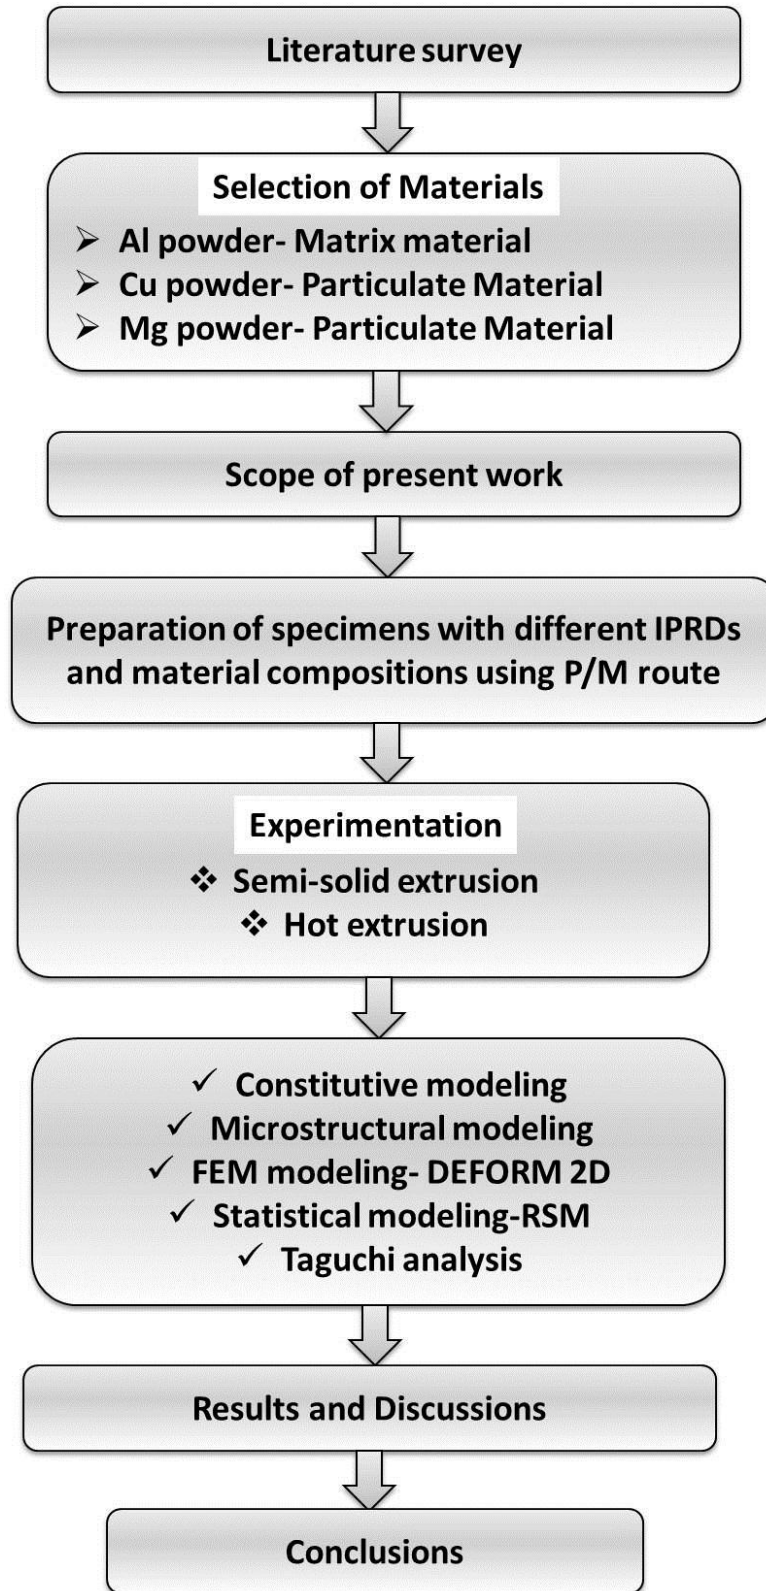 Literature survey
Selection of Materials
➢ Al powder- Matrix material
➢ Cu powder- Particulate Material
➢ Mg powder- Particulate Material
Scope of present work
Preparation of specimens with different IPRDs
and material compositions using P/M route
Experimentation
❖ Semi-solid extrusion
❖ Hot extrusion
✓ Constitutive modeling
✓ Microstructural modeling
✓ FEM modeling- DEFORM 2D
✓ Statistical modeling-RSM
✓ Taguchi analysis
Results and Discussions
Conclusions